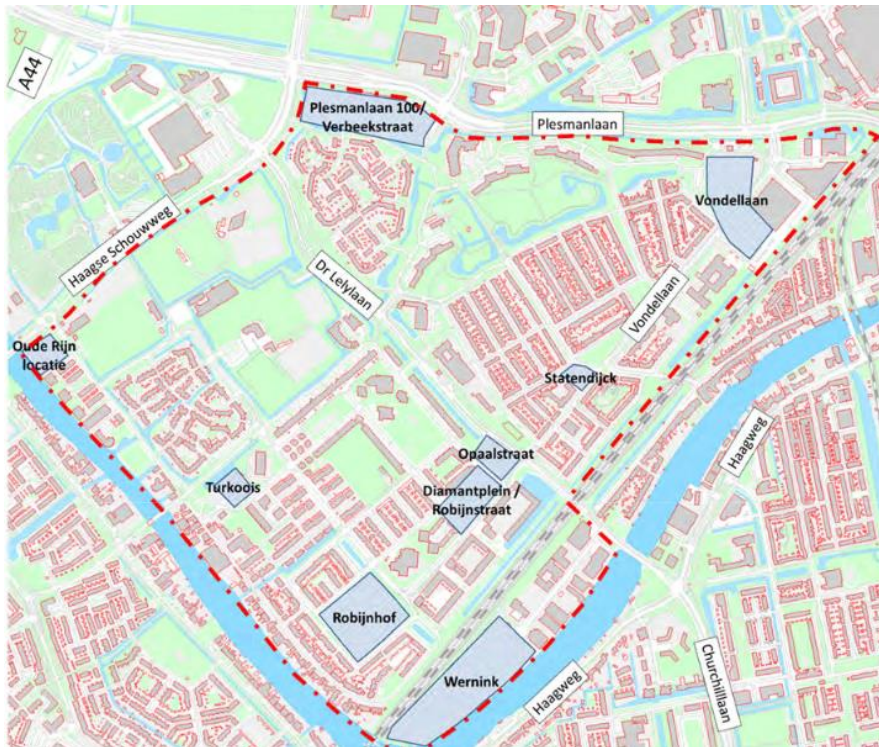 A44
Plesmanlaan 100/
Verbeekstraat
Plesmanlaan
Vondellaan
Haagse Schouwweg
Dr Lelylaan
Vondellaan
Oude Rijn
locatie
Statendijck
Haagweg
Opaalstraat
Turkoois
Diamantplein /
Robijnstraat
Robijnhof
Wernink
Haagweg
Churchilllaan